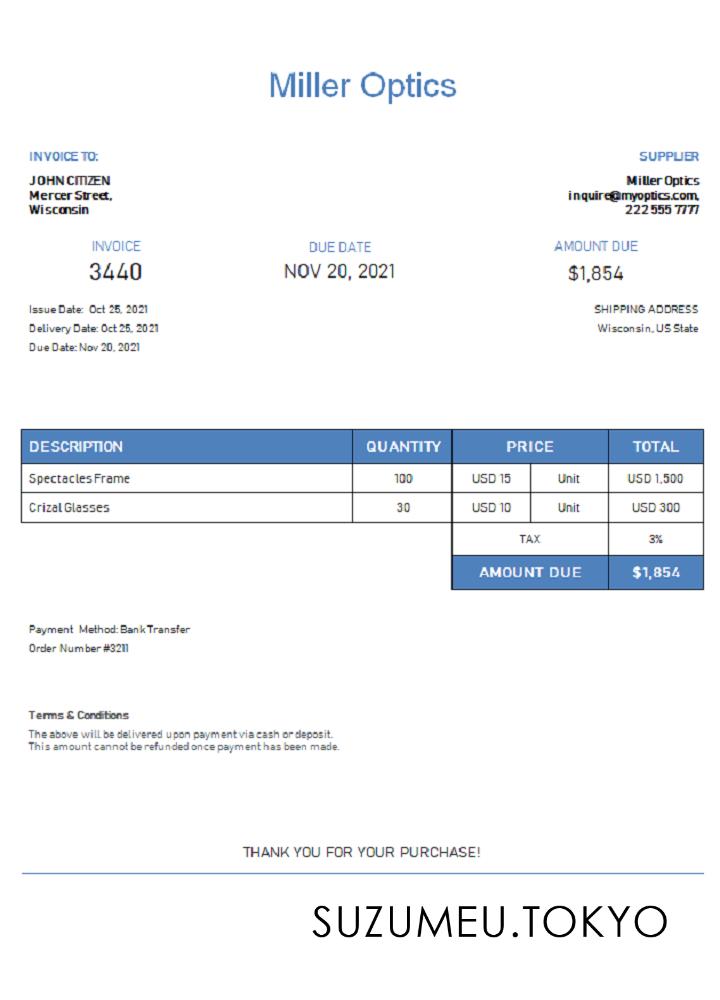 Miller Optics
INVOICE TO:
JOHN CITIZEN
Mercer Street,
Wisconsin
SUPPLIER
Miller Optics
inquire@myoptics.com,
222 555 7777
INVOICE
3440
DUE DATE
NOV 20, 2021
AMOUNT DUE
$1,854
Issue Date: Oct 25, 2021
Delivery Date: Oct 25, 2021
Due Date: Nov 20, 2021
SHIPPING ADDRESS
Wisconsin, US State
DESCRIPTION QUANTITY PRICE TOTAL
Spectacles Frame 100 USD 15 Unit USD 1,500
Crizal Glasses 30 USD 10 Unit USD 300
TAX 3%
AMOUNT DUE $1,854
Payment Method: Bank Transfer
Order Number #3211
Terms & Conditions
The above will be delivered upon payment via cash or deposit.
This amount cannot be refunded once payment has been made.
THANK YOU FOR YOUR PURCHASE!
SUZUMEU.TOKYO